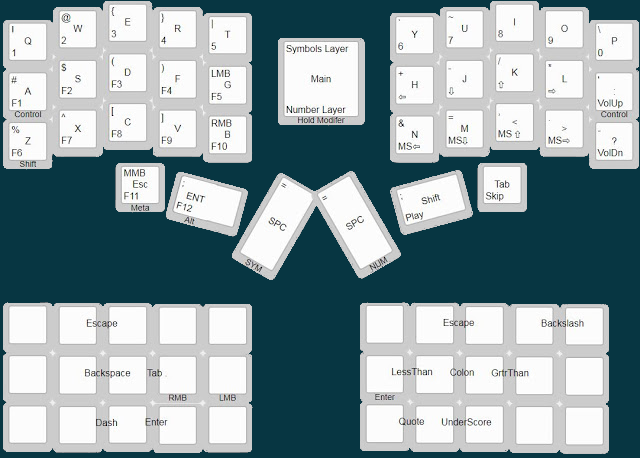 Q
1
@
W
2
{
E
3
)
R
4
|
T
5
Symbols Layer
Main
Number Layer
Hold Modifer
Y
6
~
U
7
I
8
O
9
\
P
0
#
A
F1
Control
$
S
F2
(
D
F3
)
F
F4
LMB
G
F5
+
H
⇦
-
J
⇩
/
K
⇧
*
L
⇨
:
VolUp
Control
%
Z
F6
Shift
^
X
F7
[
C
F8
]
V
F9
RMB
B
F10
&
N
MS⇦
=
M
MS⇩
<
MS⇧
>
MS⇨
?
VolDn
MMB
Esc
F11
Meta
;
ENT
F12
Alt
=
SPC
SYM
=
SPC
NUM
;
Shift
Play
Tab
Skip
Escape
Backspace
Tab
RMB
LMB
Dash
Enter
Escape
Backslash
LessThan
Colon
GrtrThan
Enter
Quote
UnderScore